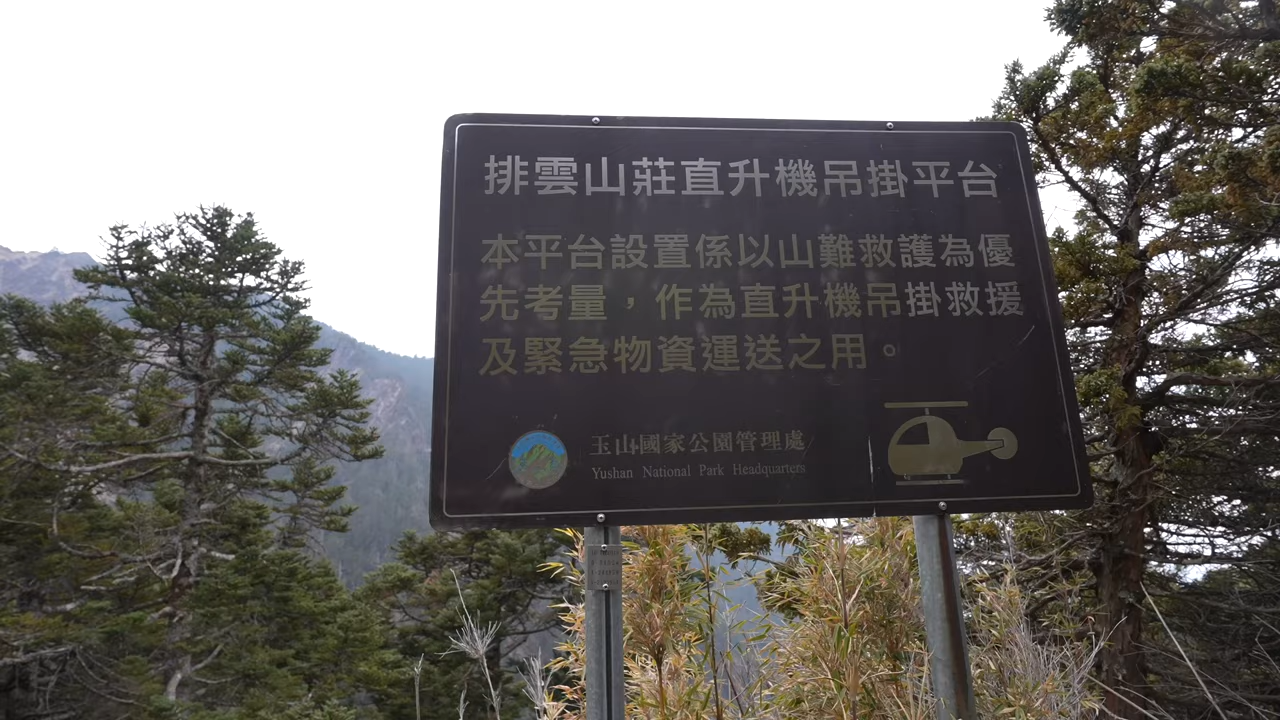 排雲山莊直升機吊掛平台
本平台設置係以山難救護為優
先考量，作為直升機吊掛救援
及緊急物資運送之用。
玉山國家公園管理處
Yushan National Park Headquarters